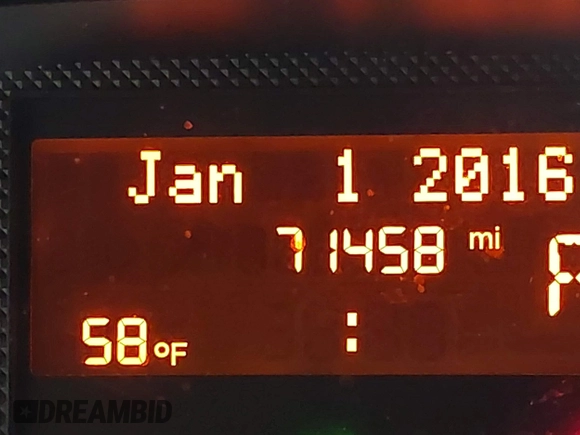 Jan 1 2016
71458 mi
58°F :
DREAMBID